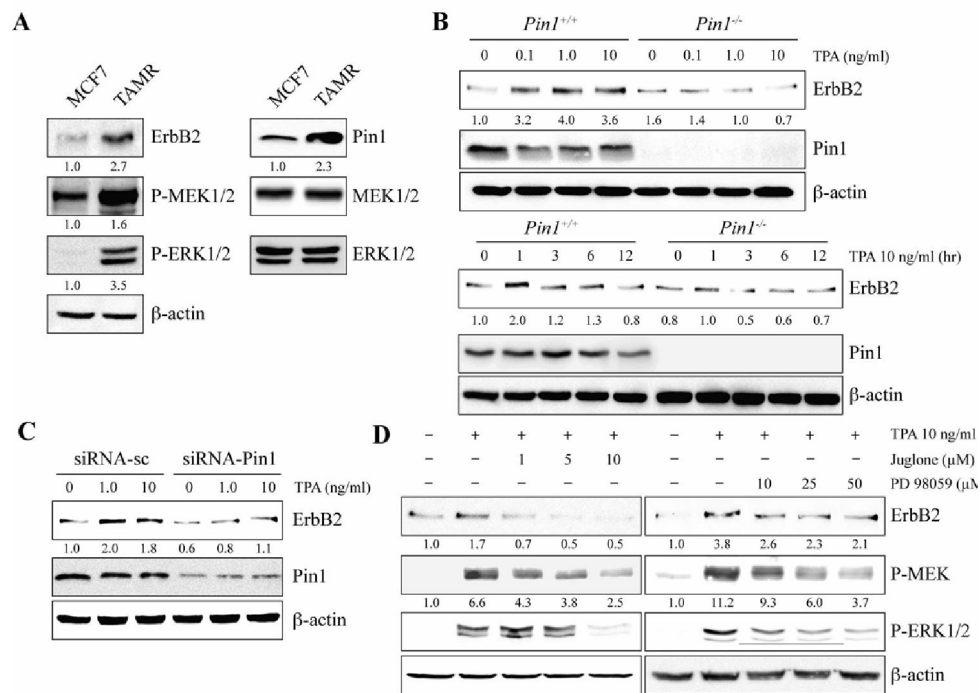 A
MCF7 TAMR MCF7 TAMR
ErbB2 Pin1
1.0 2.7 1.0 2.3
P-MEK1/2 MEK1/2
1.0 1.6
P-ERK1/2 ERK1/2
1.0 3.5
β-actin
B
Pin1+/+ Pin1-/-
0 0.1 1.0 10 0 0.1 1.0 10 TPA (ng/ml)
ErbB2
1.0 3.2 4.0 3.6 1.6 1.4 1.0 0.7
Pin1
β-actin
Pin1+/+ Pin1-/-
0 1 3 6 12 0 1 3 6 12 TPA 10 ng/ml (hr)
ErbB2
1.0 2.0 1.2 1.3 0.8 0.8 1.0 0.5 0.6 0.7
Pin1
β-actin
C
siRNA-sc siRNA-Pin1
0 1.0 10 0 1.0 10 TPA (ng/ml)
ErbB2
1.0 2.0 1.8 0.6 0.8 1.1
Pin1
β-actin
D
– + + + + – + + + + TPA 10 ng/ml
– – 1 5 10 – – – – – Juglone (µM)
– – – – – – – 10 25 50 PD 98059 (µM
ErbB2
1.0 1.7 0.7 0.5 0.5 1.0 3.8 2.6 2.3 2.1
P-MEK
1.0 6.6 4.3 3.8 2.5 1.0 11.2 9.3 6.0 3.7
P-ERK1/2
β-actin